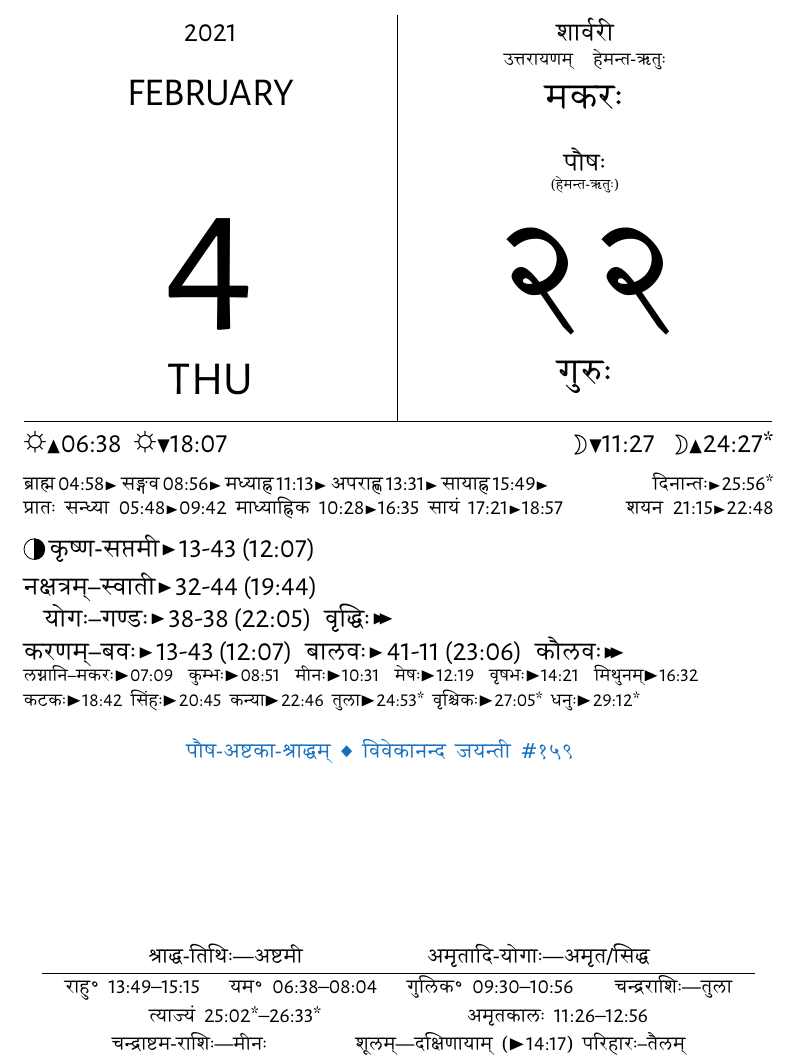 2021
FEBRUARY
4
THU
शार्वरी
उत्तरायणम् हेमन्त-ऋतुः
मकरः
पौषः
(हेमन्त-ऋतुः)
२२
गुरुः
☼▲06:38 ☼▼18:07 ☽▼11:27 ☽▲24:27*
ब्राह्म 04:58► सङ्गव 08:56► मध्याह्न 11:13► अपराह्ण 13:31► सायाह्न 15:49► दिनान्तः►25:56*
प्रातः सन्ध्या 05:48►09:42 माध्याह्निक 10:28►16:35 सायं 17:21►18:57 शयन 21:15►22:48
कृष्ण-सप्तमी►13-43 (12:07)
नक्षत्रम्–स्वाती►32-44 (19:44)
योगः–गण्डः►38-38 (22:05) वृद्धिः►►
करणम्–बवः►13-43 (12:07) बालवः►41-11 (23:06) कौलवः►►
लग्नानि–मकरः►07:09 कुम्भः►08:51 मीनः►10:31 मेषः►12:19 वृषभः►14:21 मिथुनम्►16:32
कटकः►18:42 सिंहः►20:45 कन्या►22:46 तुला►24:53* वृश्चिकः►27:05* धनुः►29:12*
पौष-अष्टका-श्राद्धम् ◆ विवेकानन्द जयन्ती #१५९
श्राद्ध-तिथिः—अष्टमी अमृतादि-योगाः—अमृत/सिद्ध
राहु° 13:49–15:15 यम° 06:38–08:04 गुलिक° 09:30–10:56 चन्द्रराशिः—तुला
त्याज्यं 25:02*–26:33* अमृतकालः 11:26–12:56
चन्द्राष्टम-राशिः—मीनः शूलम्—दक्षिणायाम् (►14:17) परिहारः–तैलम्